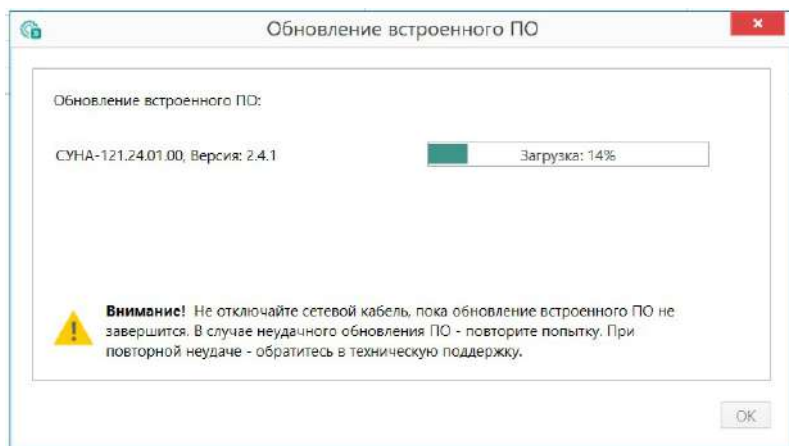 Обновление встроенного ПО
Обновление встроенного ПО:
СУНА-121.24.01.00, Версия: 2.4.1
Загрузка: 14%
Внимание! Не отключайте сетевой кабель, пока обновление встроенного ПО не
завершится. В случае неудачного обновления ПО - повторите попытку. При
повторной неудаче - обратитесь в техническую поддержку.
OK